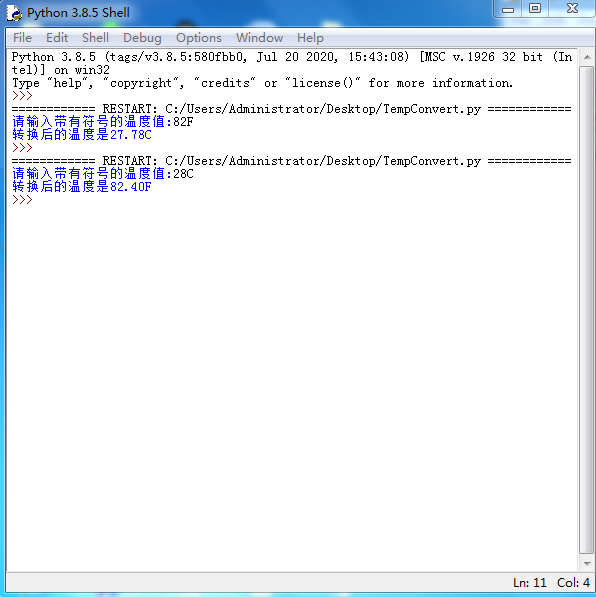 Python 3.8.5 Shell
File Edit Shell Debug Options Window Help
Python 3.8.5 (tags/v3.8.5:580fbb0, Jul 20 2020, 15:43:08) [MSC v.1926 32 bit (In
tel)] on win32
Type "help", "copyright", "credits" or "license()" for more information.
>>>
============ RESTART: C:/Users/Administrator/Desktop/TempConvert.py ============
请输入带有符号的温度值:82F
转换后的温度是27.78C
>>>
============ RESTART: C:/Users/Administrator/Desktop/TempConvert.py ============
请输入带有符号的温度值:28C
转换后的温度是82.40F
>>>
Ln: 11 Col: 4